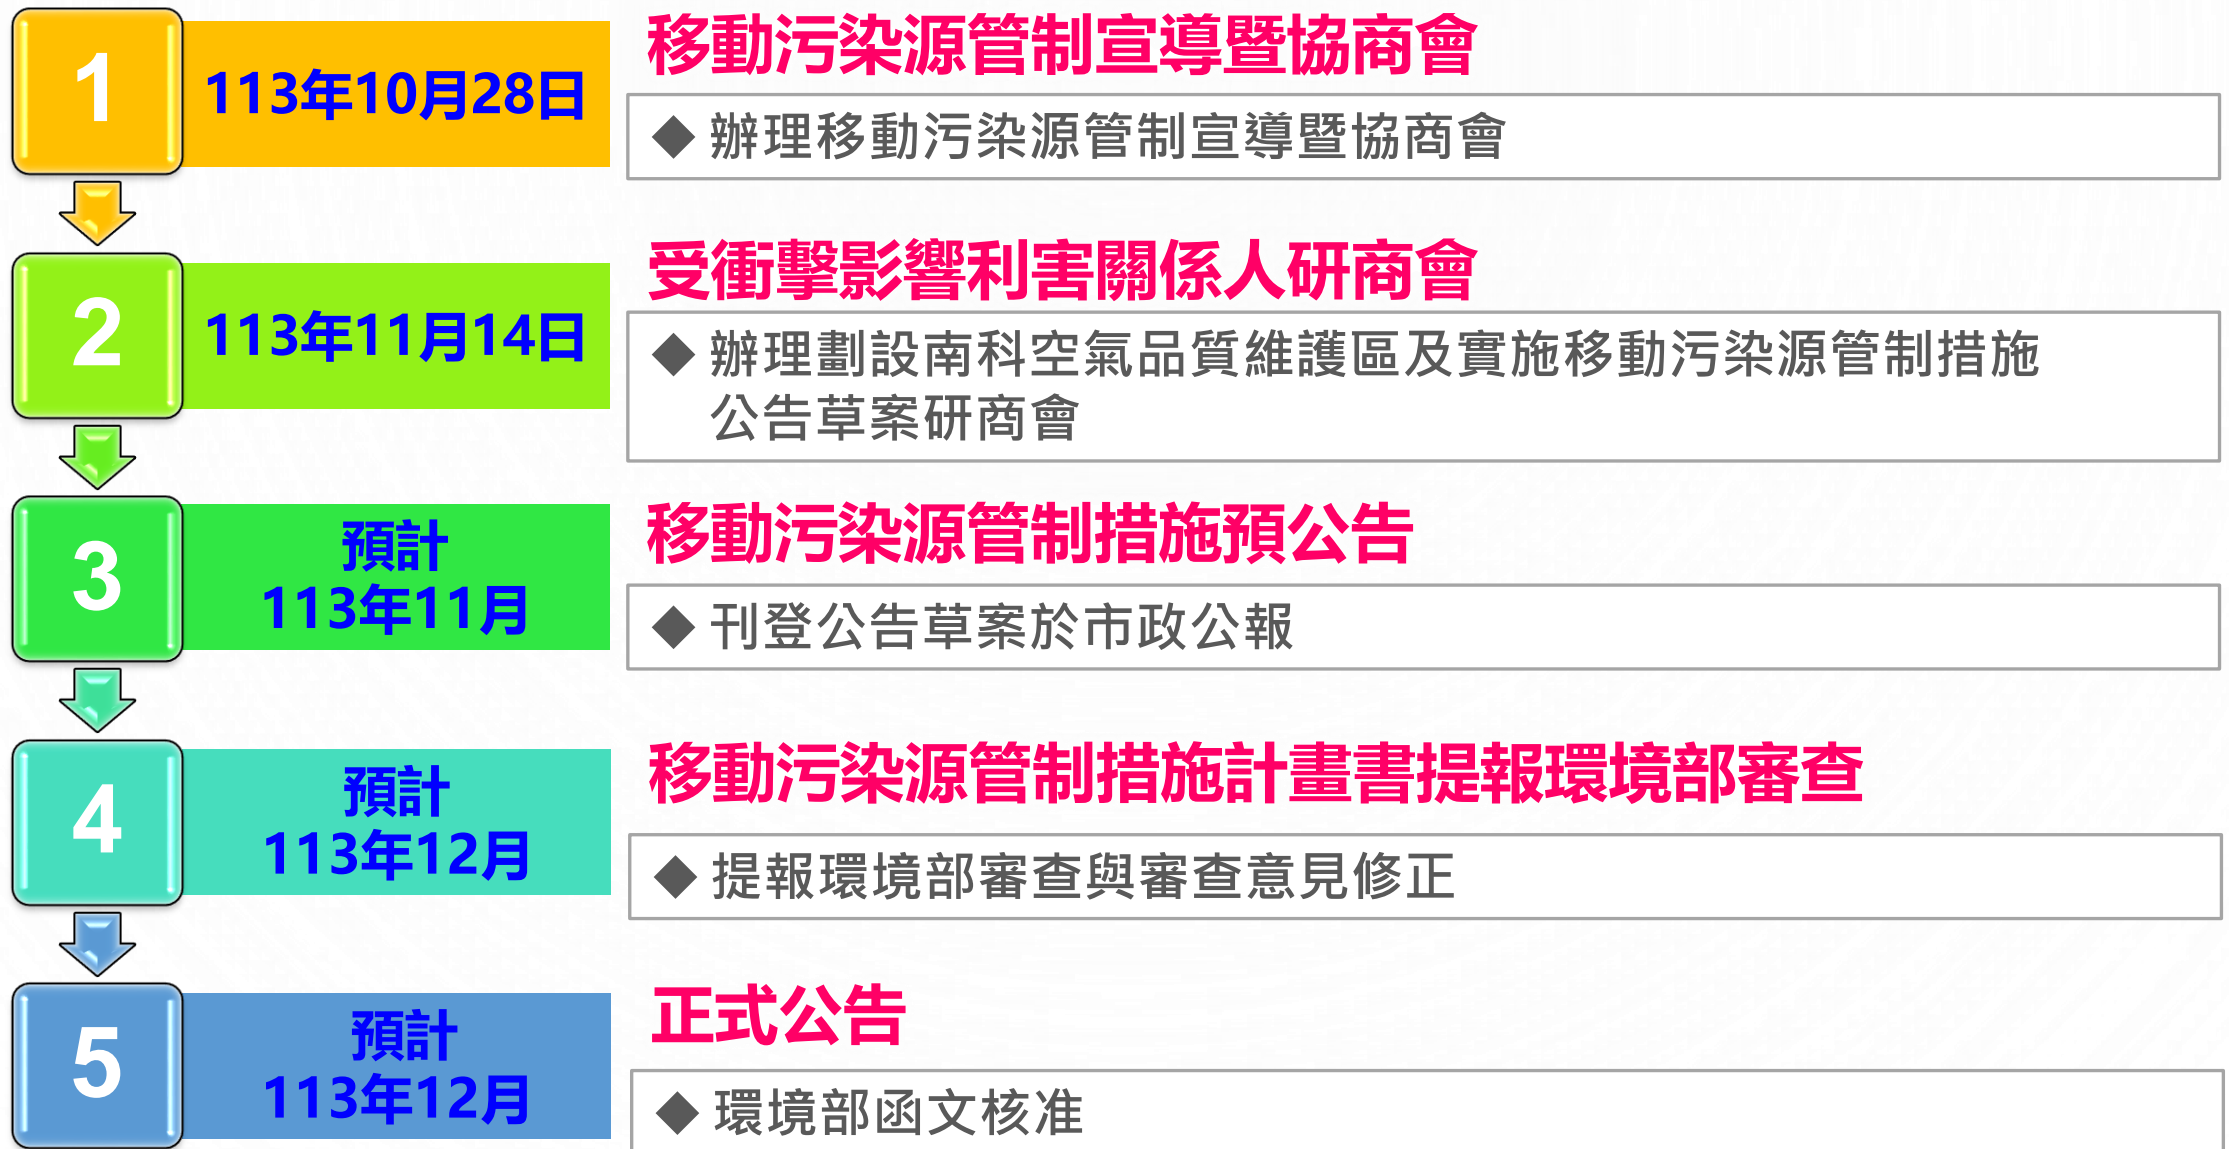 1
113年10月28日
移動污染源管制宣導暨協商會
◆ 辦理移動污染源管制宣導暨協商會
2
113年11月14日
受衝擊影響利害關係人研商會
◆ 辦理劃設南科空氣品質維護區及實施移動污染源管制措施
公告草案研商會
3
預計
113年11月
移動污染源管制措施預公告
◆ 刊登公告草案於市政公報
4
預計
113年12月
移動污染源管制措施計畫書提報環境部審查
◆ 提報環境部審查與審查意見修正
5
預計
113年12月
正式公告
◆ 環境部函文核准